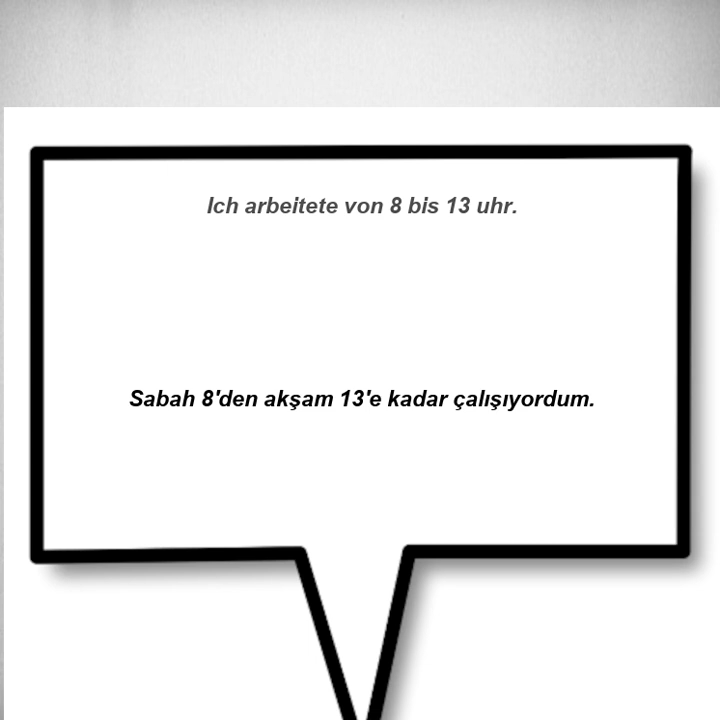 Ich arbeitete von 8 bis 13 uhr.
Sabah 8'den akşam 13'e kadar çalışıyordum.